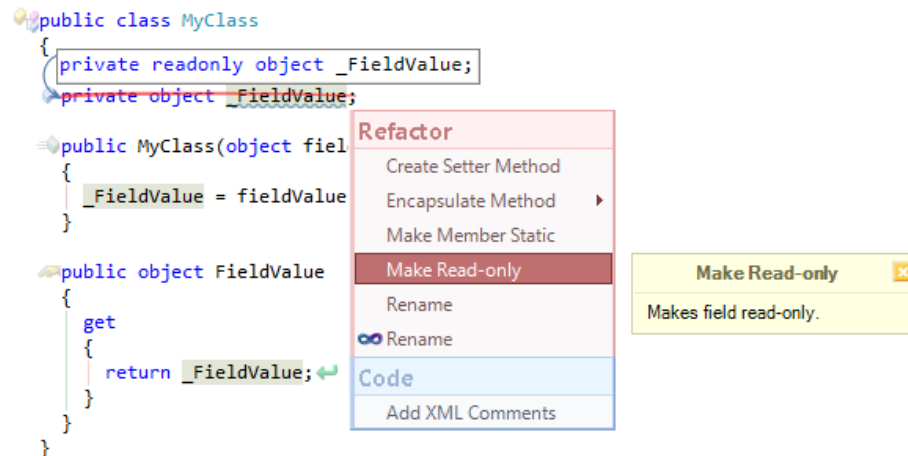 public class MyClass
{
private readonly object _FieldValue;
private object _FieldValue;
Refactor
public MyClass(object fiel
Create Setter Method
{
Encapsulate Method
_FieldValue = fieldValue
Make Member Static
}
public object FieldValue
Make Read-only
Make Read-only
{
Rename
Makes field read-only.
get
Rename
{
return _FieldValue;
Code
}
Add XML Comments
}
}